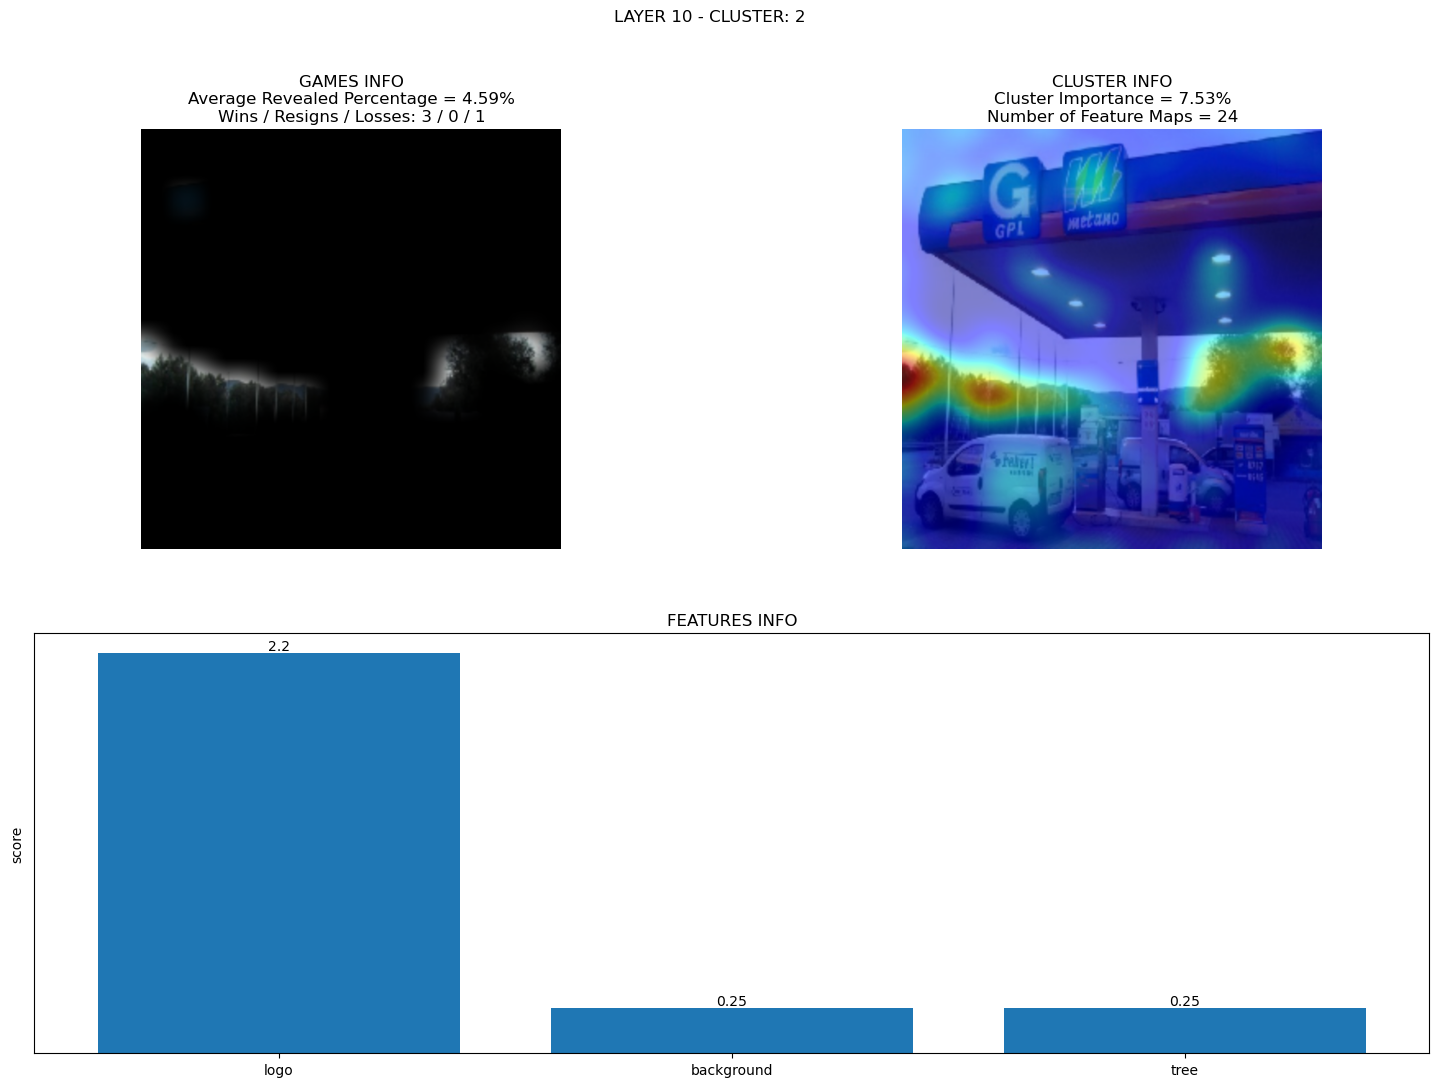 LAYER 10 - CLUSTER: 2
GAMES INFO
Average Revealed Percentage = 4.59%
Wins / Resigns / Losses: 3 / 0 / 1
CLUSTER INFO
Cluster Importance = 7.53%
Number of Feature Maps = 24
G
GPL
metano
FEATURES INFO
score
2.2
0.25
0.25
logo
background
tree